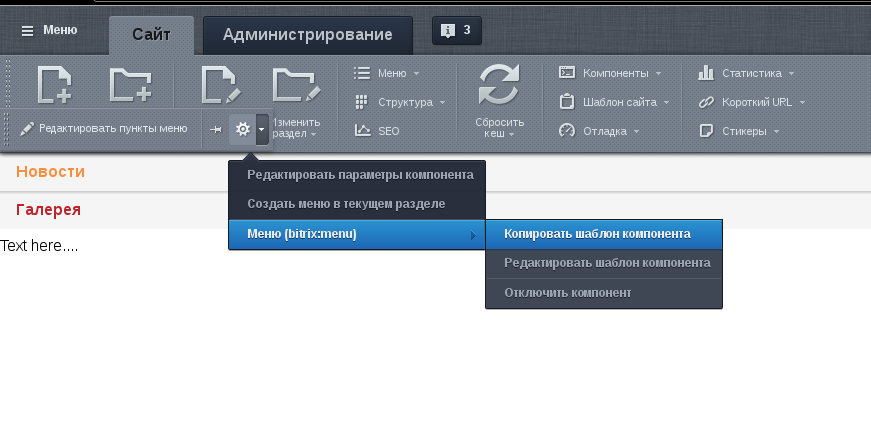 Меню
Сайт
Администрирование
3
Изменить
раздел
Меню
Структура
SEO
Сбросить
кеш
Компоненты
Шаблон сайта
Отладка
Статистика
Короткий URL
Стикеры
Редактировать пункты меню
Новости
Галерея
Text here....
Редактировать параметры компонента
Создать меню в текущем разделе
Меню (bitrix:menu)
Копировать шаблон компонента
Редактировать шаблон компонента
Отключить компонент